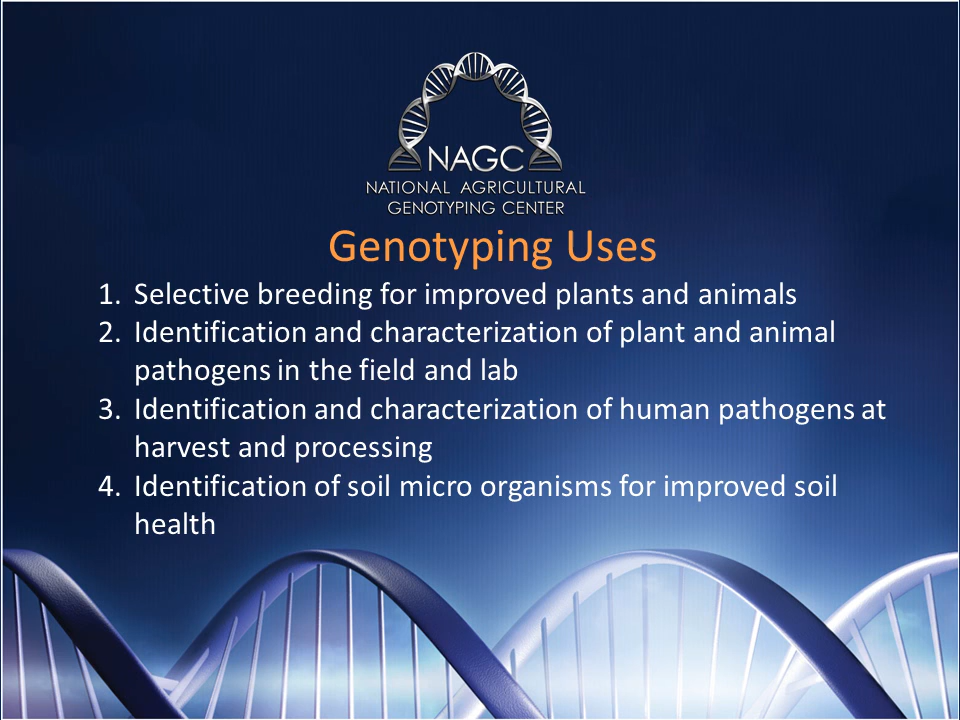 NAGC
NATIONAL AGRICULTURAL
GENOTYPING CENTER
Genotyping Uses
1. Selective breeding for improved plants and animals
2. Identification and characterization of plant and animal
pathogens in the field and lab
3. Identification and characterization of human pathogens at
harvest and processing
4. Identification of soil micro organisms for improved soil
health